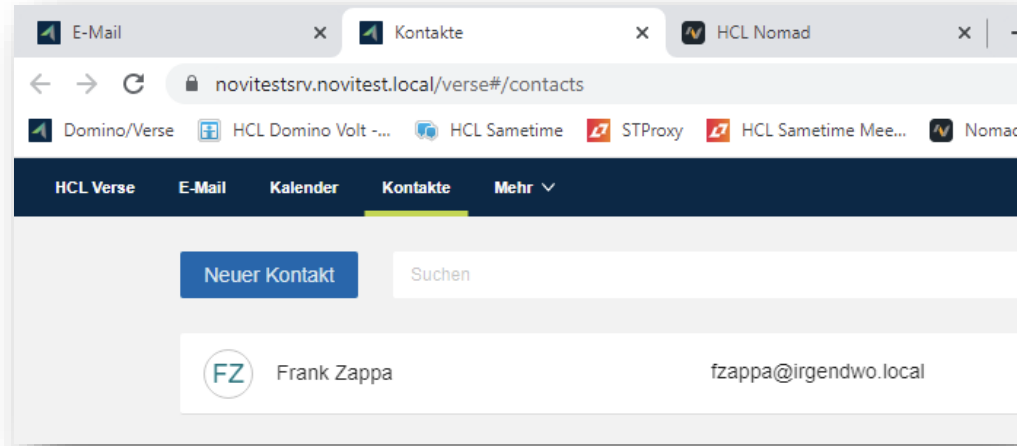 E-Mail Kontakte HCL Nomad
novitestsrv.novitest.local/verse#/contacts
Domino/Verse HCL Domino Volt -... HCL Sametime STProxy HCL Sametime Mee... Nomad
HCL Verse E-Mail Kalender Kontakte Mehr
Neuer Kontakt Suchen
FZ Frank Zappa fzappa@irgendwo.local